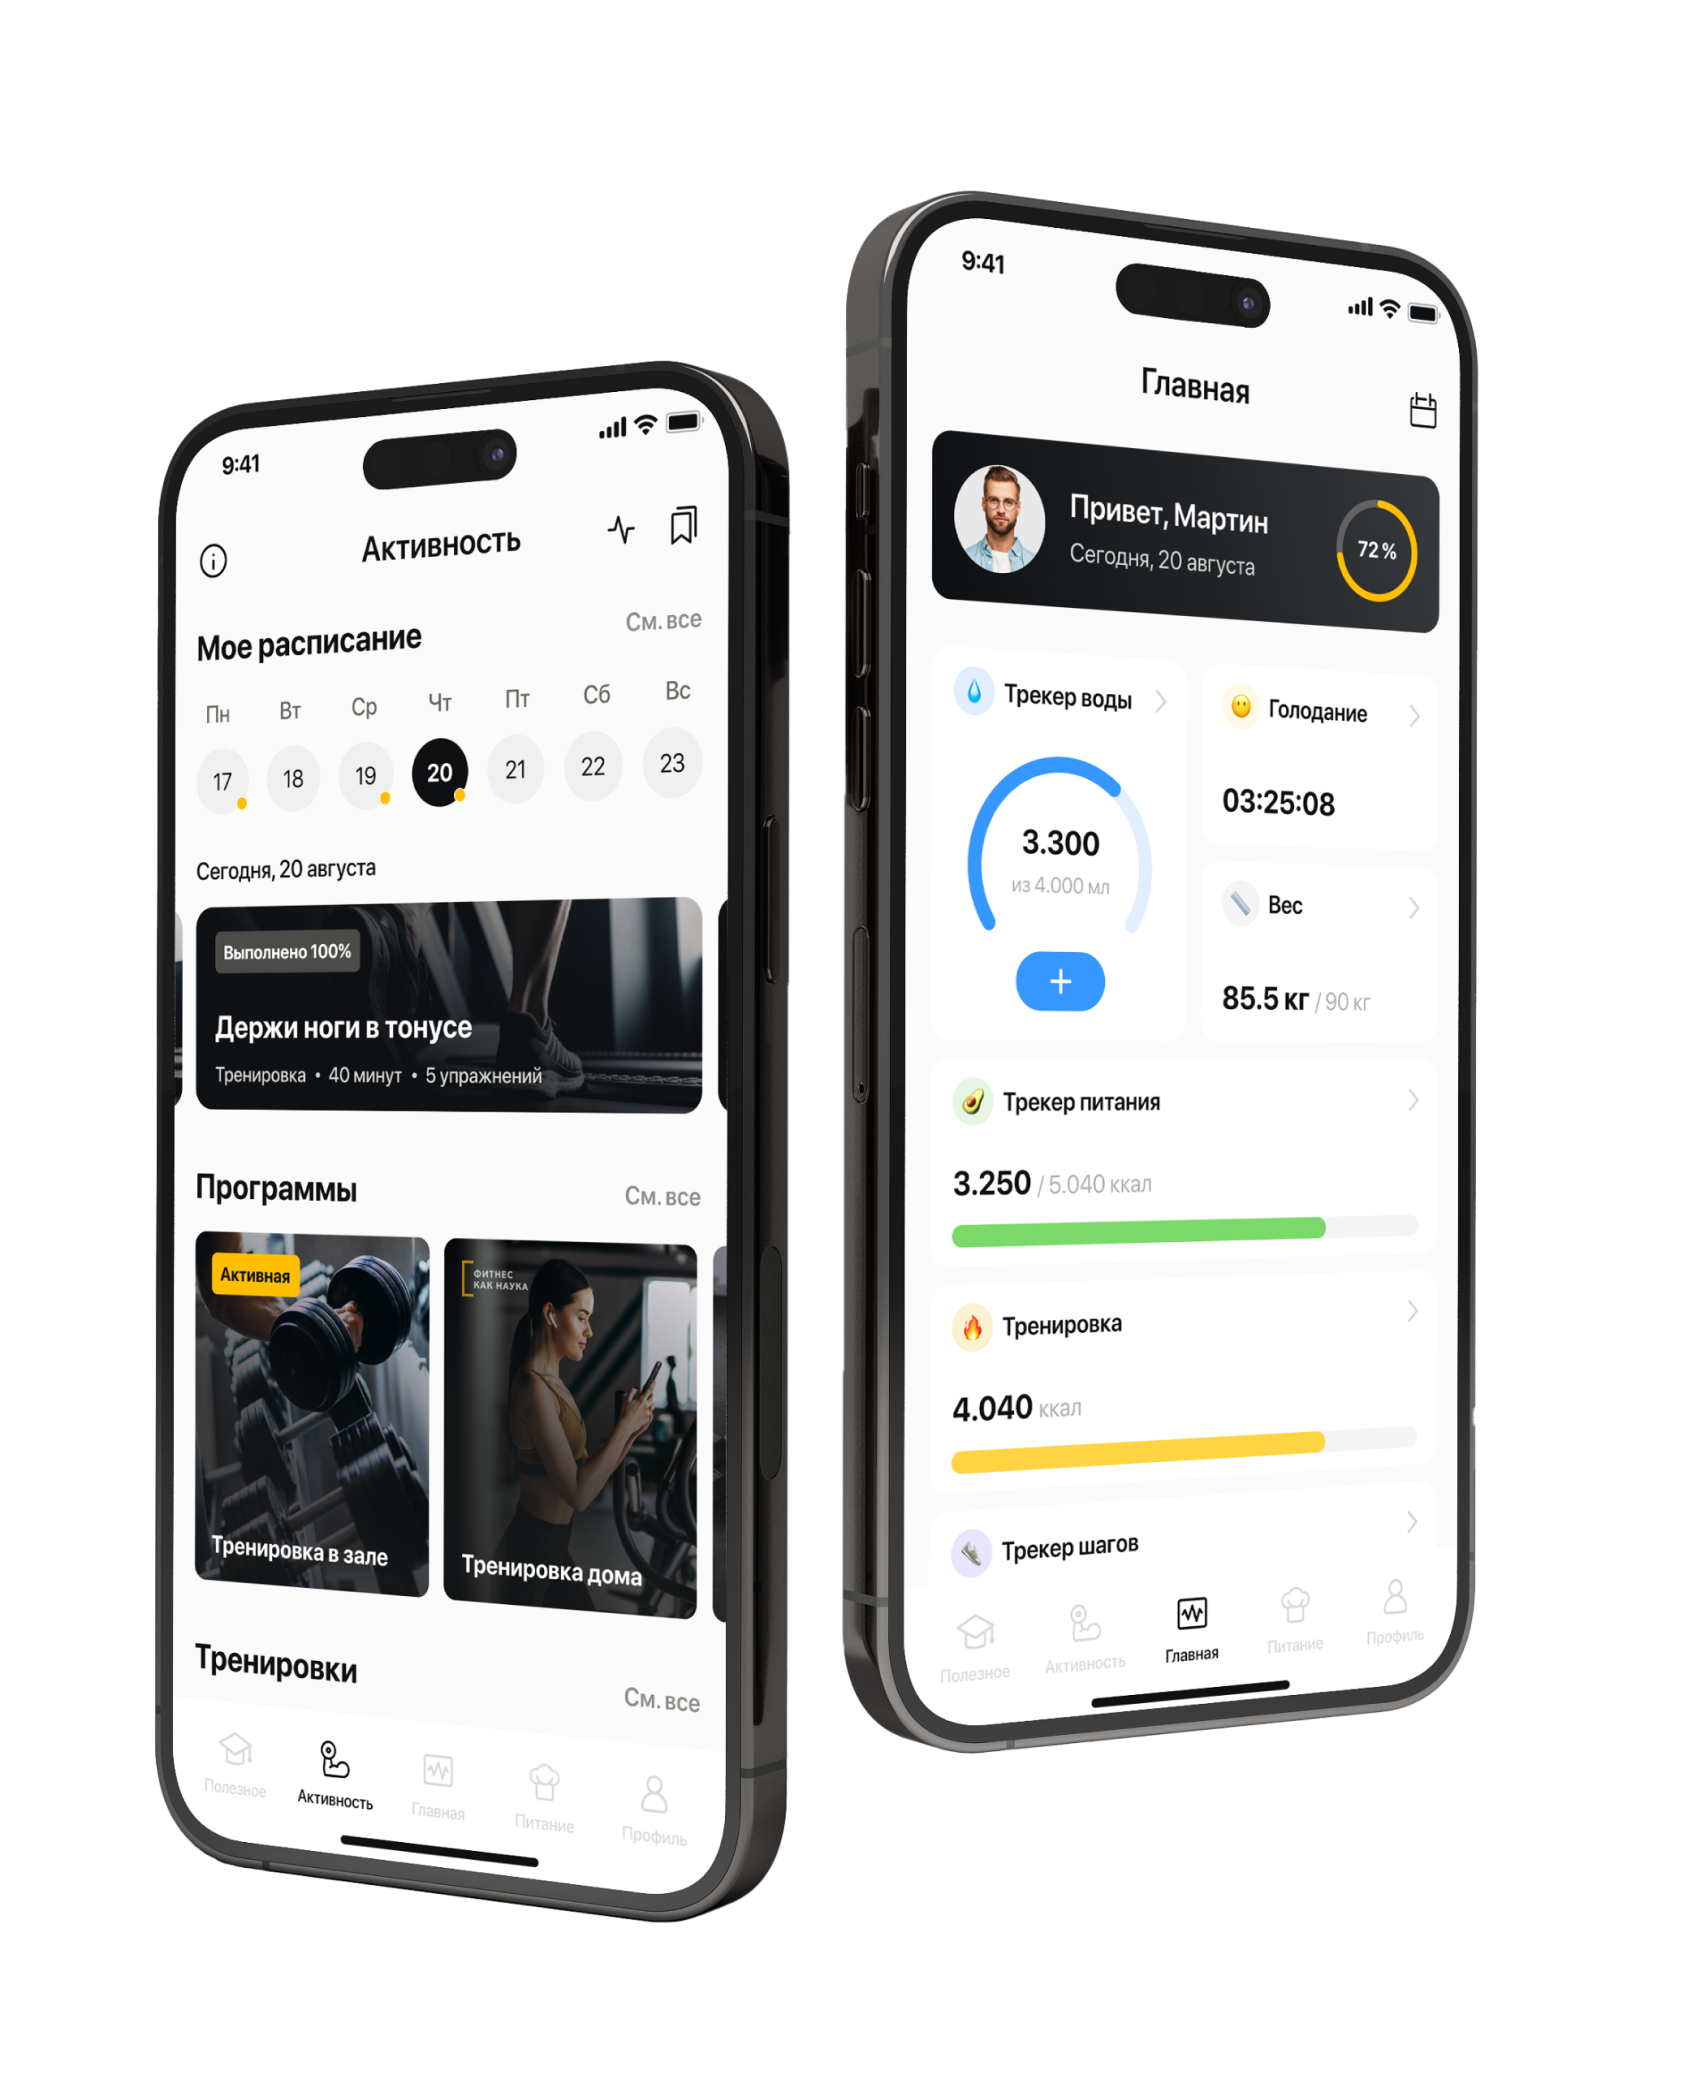 9:41
Активность
Мое расписание
См. все
Пн Вт Ср Чт Пт Сб Вс
17 18 19 20 21 22 23
Сегодня, 20 августа
Выполнено 100%
Держи ноги в тонусе
Тренировка • 40 минут • 5 упражнений
Программы
См. все
Активная
Тренировка в зале
ФИТНЕС
КАК НАУКА
Тренировка дома
Тренировки
См. все
Полезное Активность Главная Питание Профиль
9:41
Главная
Привет, Мартин
Сегодня, 20 августа
72 %
Трекер воды
3.300
из 4.000 мл
+
Голодание
03:25:08
Вес
85.5 кг / 90 кг
Трекер питания
3.250 / 5.040 ккал
Тренировка
4.040 ккал
Трекер шагов
Полезное Активность Главная Питание Профиль